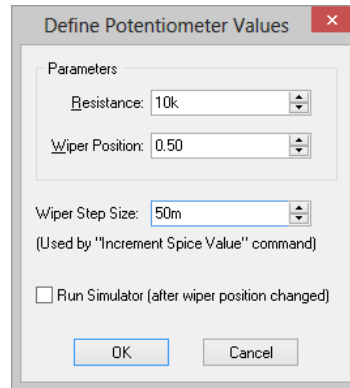 Define Potentiometer Values
Parameters
Resistance: 10k
Wiper Position: 0.50
Wiper Step Size: 50m
(Used by "Increment Spice Value" command)
Run Simulator (after wiper position changed)
OK Cancel